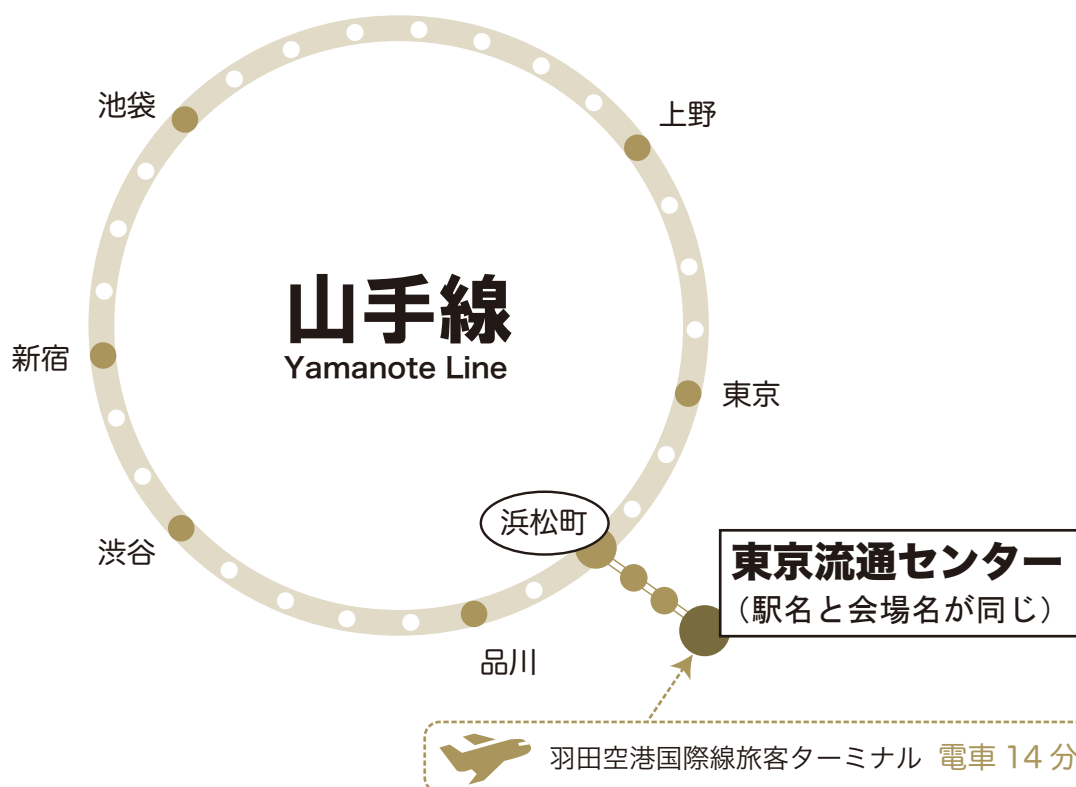 池袋
上野
山手線
Yamanote Line
新宿
東京
浜松町
渋谷
東京流通センター
（駅名と会場名が同じ）
品川
羽田空港国際線旅客ターミナル 電車 14 分